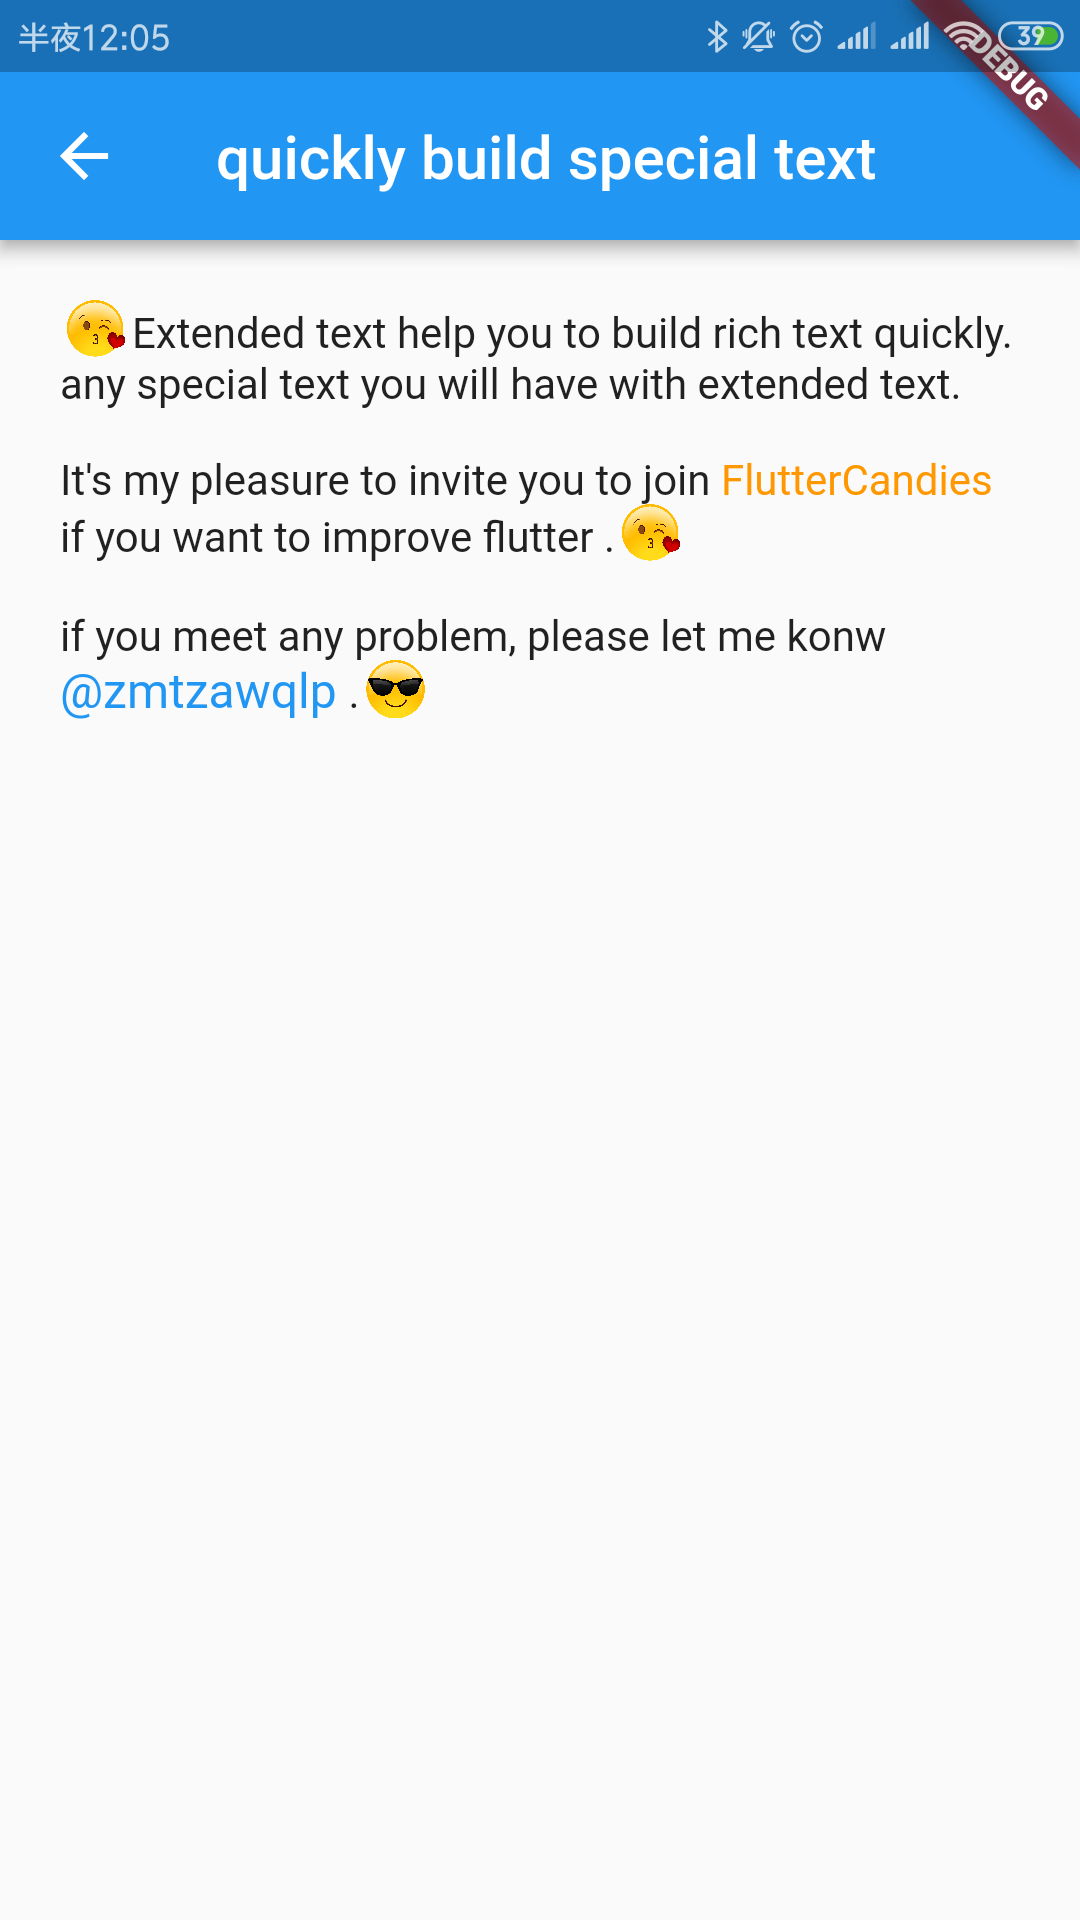 半夜12:05
39
DEBUG
quickly build special text
😘Extended text help you to build rich text quickly.
any special text you will have with extended text.
It's my pleasure to invite you to join FlutterCandies
if you want to improve flutter .😘
if you meet any problem, please let me konw
@zmtzawqlp .😎